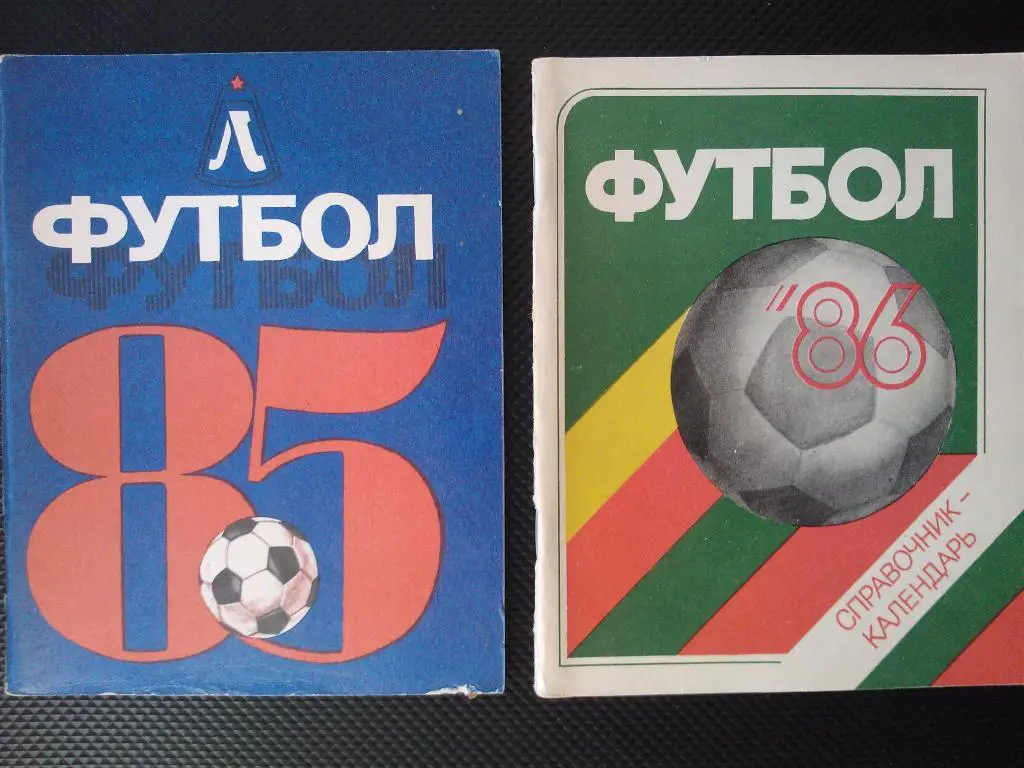 Л
ФУТБОЛ
ФУТБОЛ
85
ФУТБОЛ
"86
СПРАВОЧНИК-
КАЛЕНДАРЬ